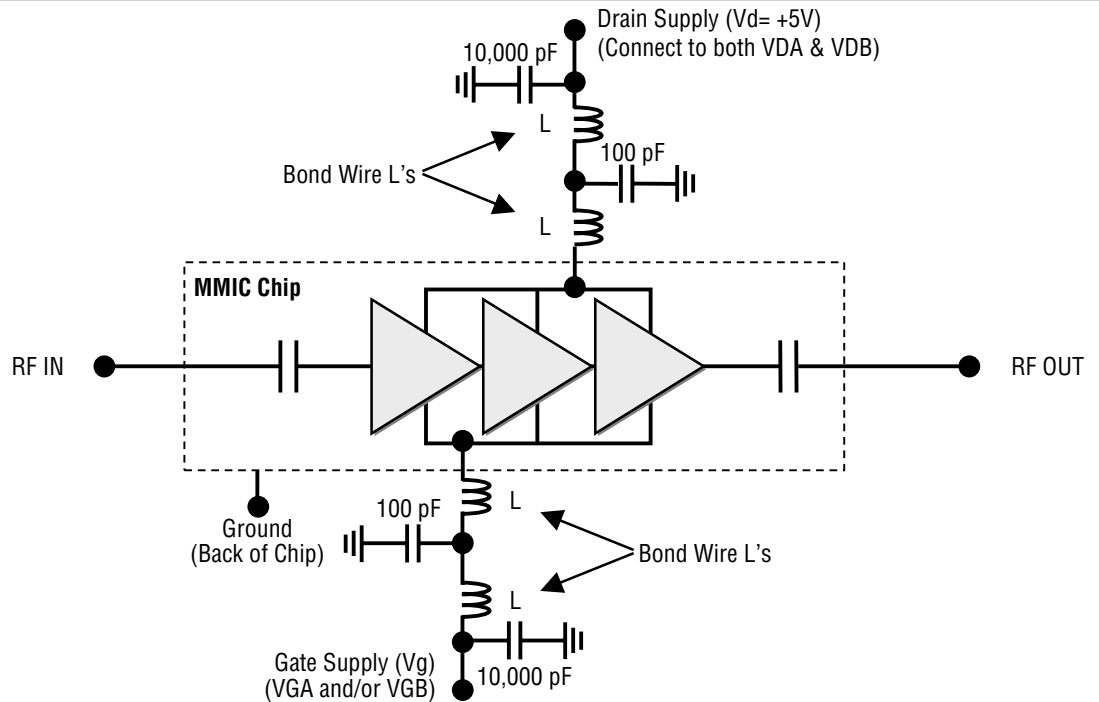 Drain Supply (Vd= +5V)
(Connect to both VDA & VDB)
10,000 pF
L
100 pF
Bond Wire L's
L
MMIC Chip
RF IN
RF OUT
100 pF
L
Ground
(Back of Chip)
Bond Wire L's
L
Gate Supply (Vg)
(VGA and/or VGB)
10,000 pF